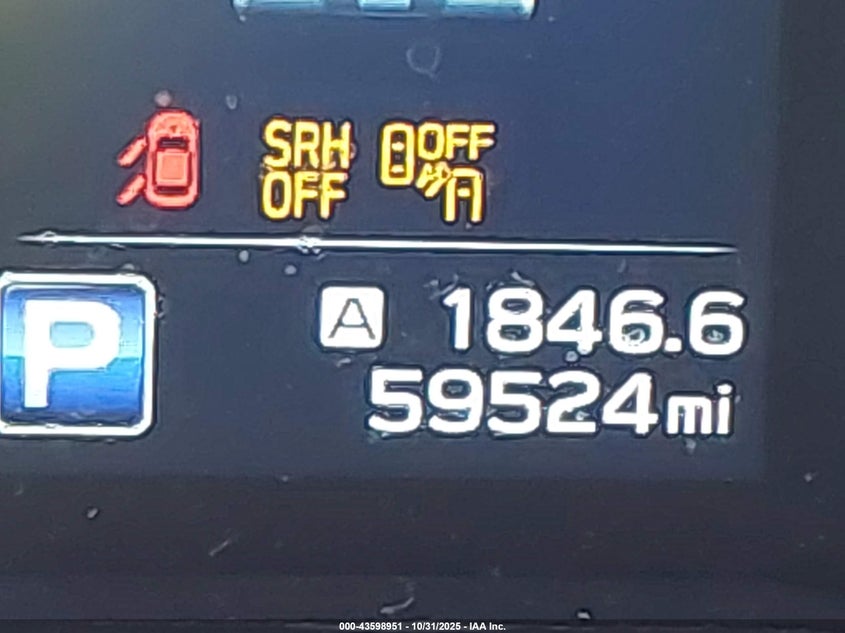 SRH OFF
OFF
P
A 1846.6
59524mi
000-43598951 - 10/31/2025 - IAA Inc.